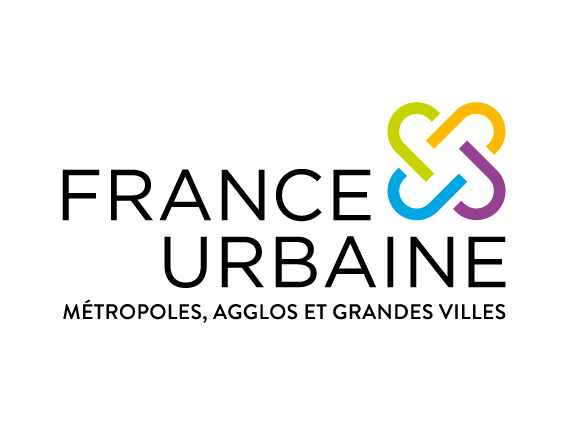 FRANCE
URBAINE
MÉTROPOLES, AGGLOS ET GRANDES VILLES